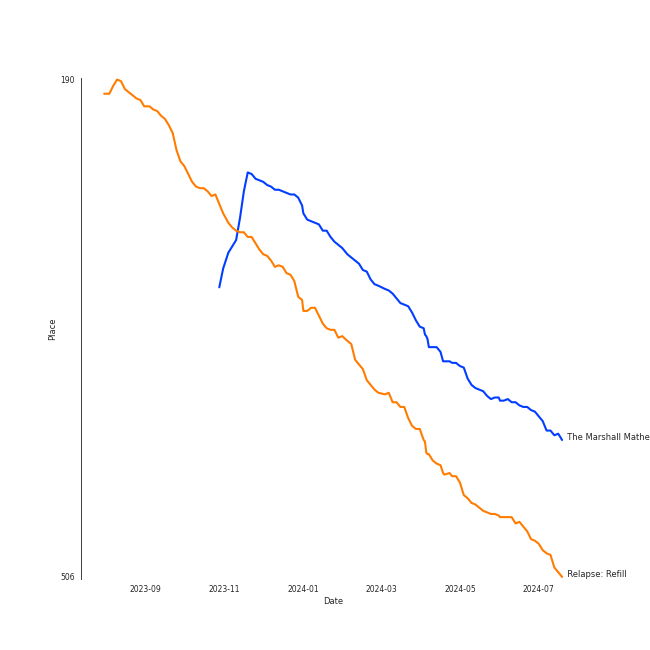 190
Place
The Marshall Mathe
Relapse: Refill
506
2023-09 2023-11 2024-01 2024-03 2024-05 2024-07
Date